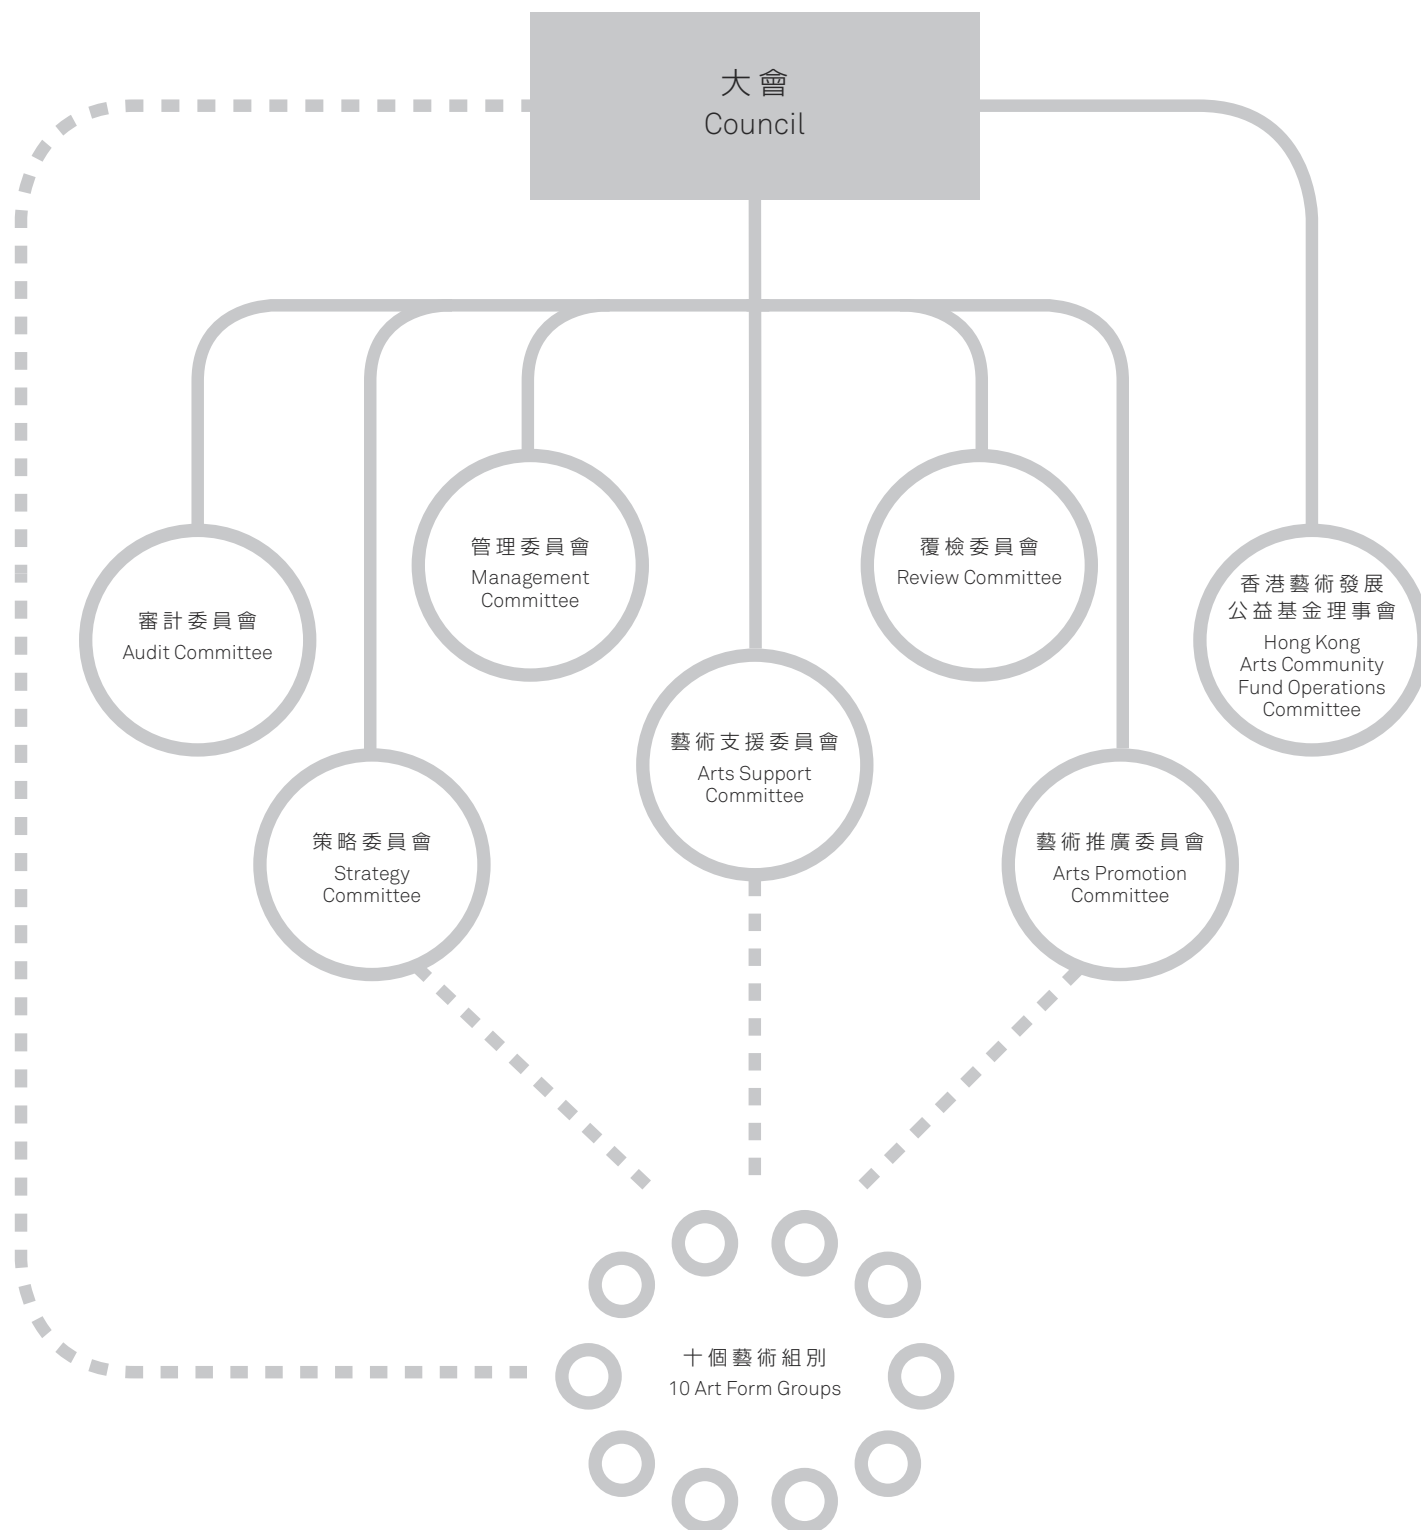 大會
Council
管理委員會
Management
Committee
覆檢委員會
Review Committee
審計委員會
Audit Committee
香港藝術發展
公益基金理事會
Hong Kong
Arts Community
Fund Operations
Committee
藝術支援委員會
Arts Support
Committee
策略委員會
Strategy
Committee
藝術推廣委員會
Arts Promotion
Committee
十個藝術組別
10 Art Form Groups